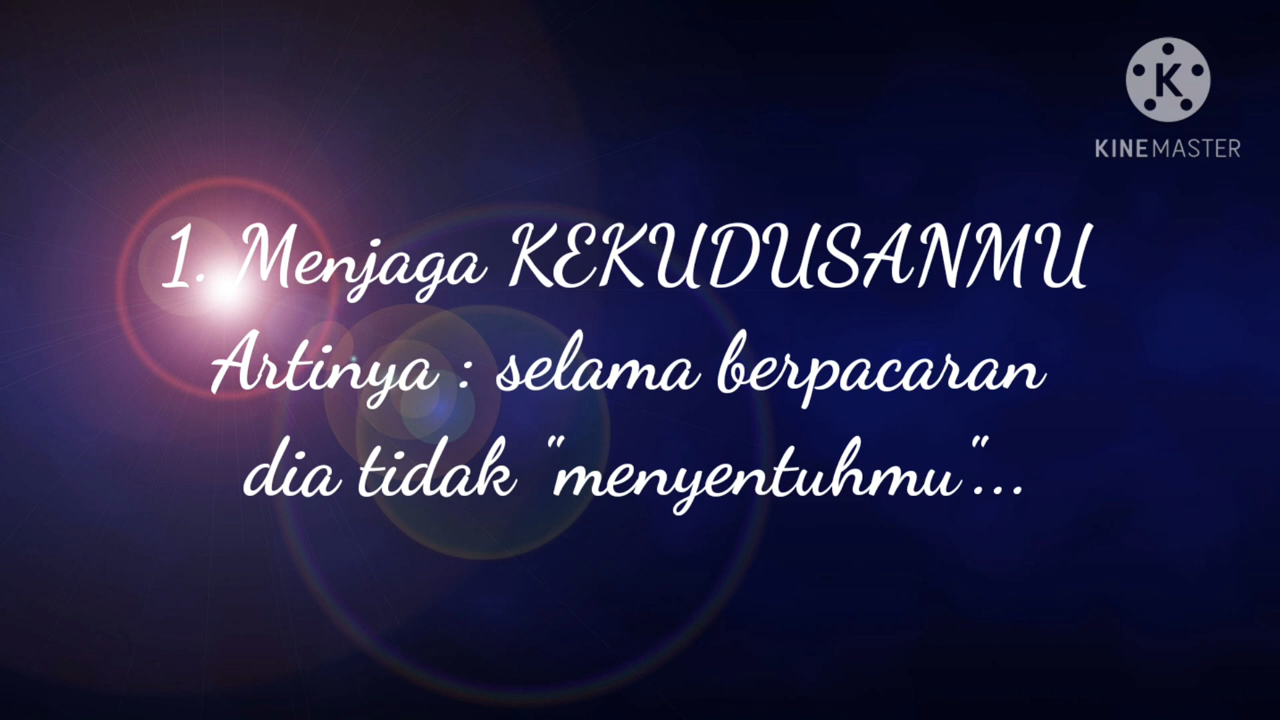 K
KINEMASTER
1. Menjaga KEKUDUSANMU
Artinya : selama berpacaran
dia tidak "menyentuhmu"...